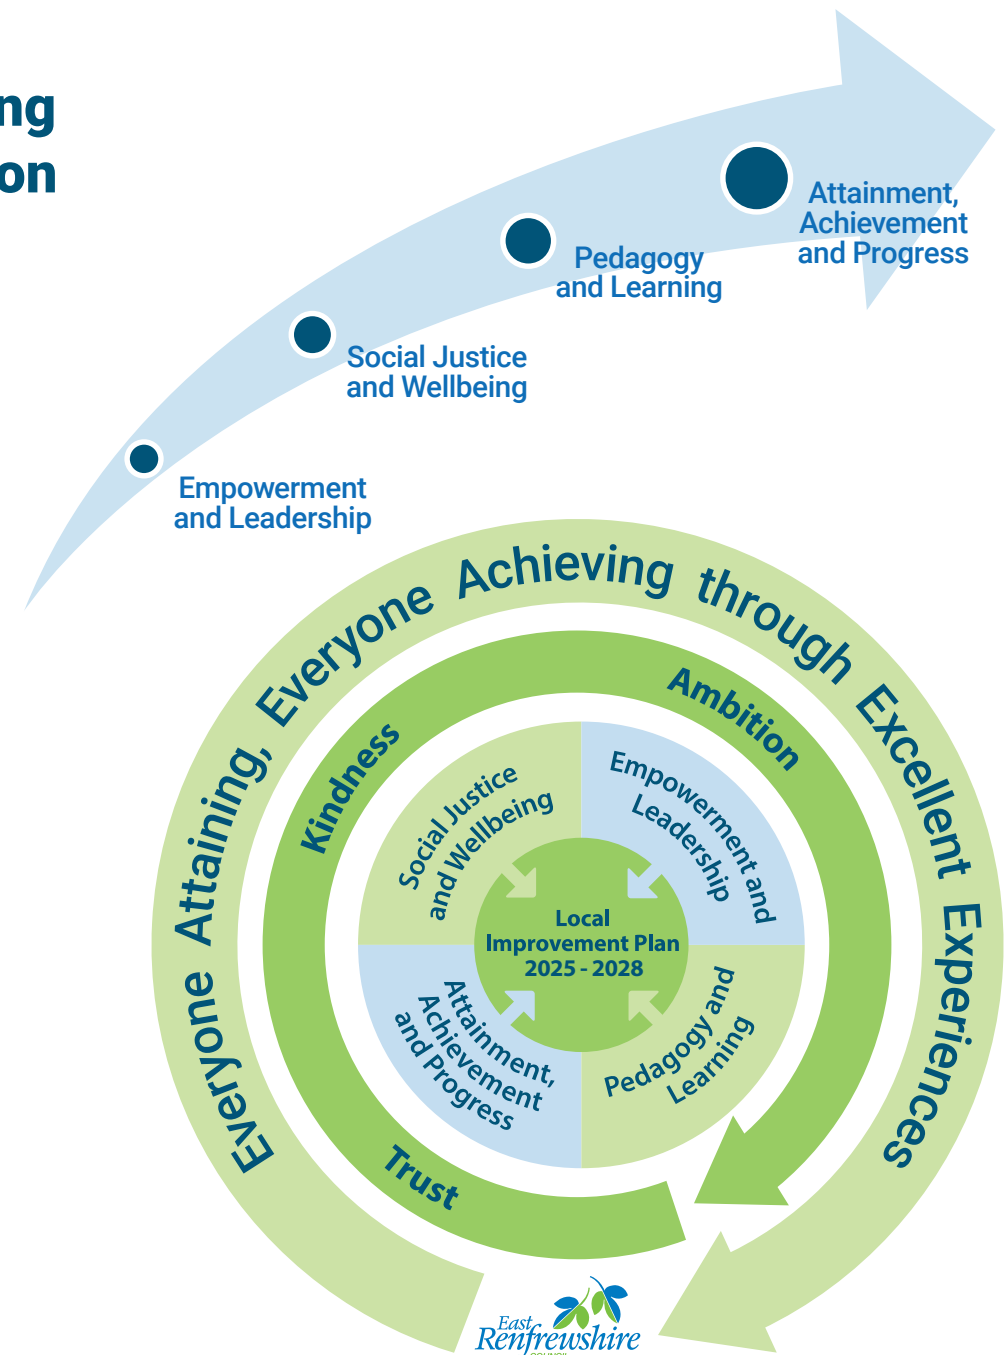 ng
on
Attainment,
Achievement
and Progress
Pedagogy
and Learning
Social Justice
and Wellbeing
Empowerment
and Leadership
Everyone Attaining, Everyone Achieving through Excellent Experiences
Kindness
Ambition
Trust
Social Justice
and Wellbeing
Empowerment and
Leadership
Local
Improvement Plan
2025 - 2028
Attainment,
Achievement
and Progress
Pedagogy and
Learning
East
Renfrewshire
COUNCIL